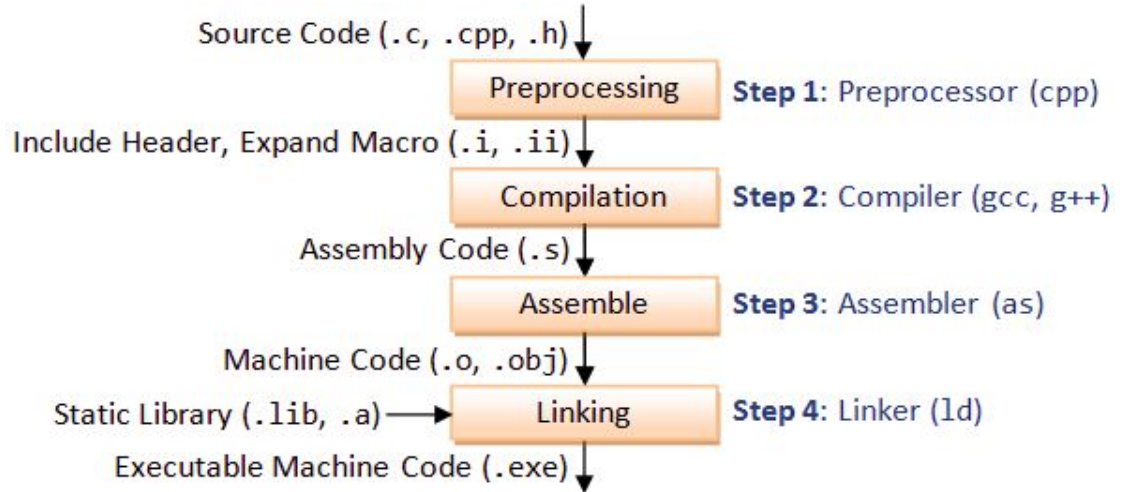 Source Code (.c, .cpp, .h)
Preprocessing
Step 1: Preprocessor (cpp)
Include Header, Expand Macro (.i, .ii)
Compilation
Step 2: Compiler (gcc, g++)
Assembly Code (.s)
Assemble
Step 3: Assembler (as)
Machine Code (.o, .obj)
Static Library (.lib, .a)
Linking
Step 4: Linker (ld)
Executable Machine Code (.exe)